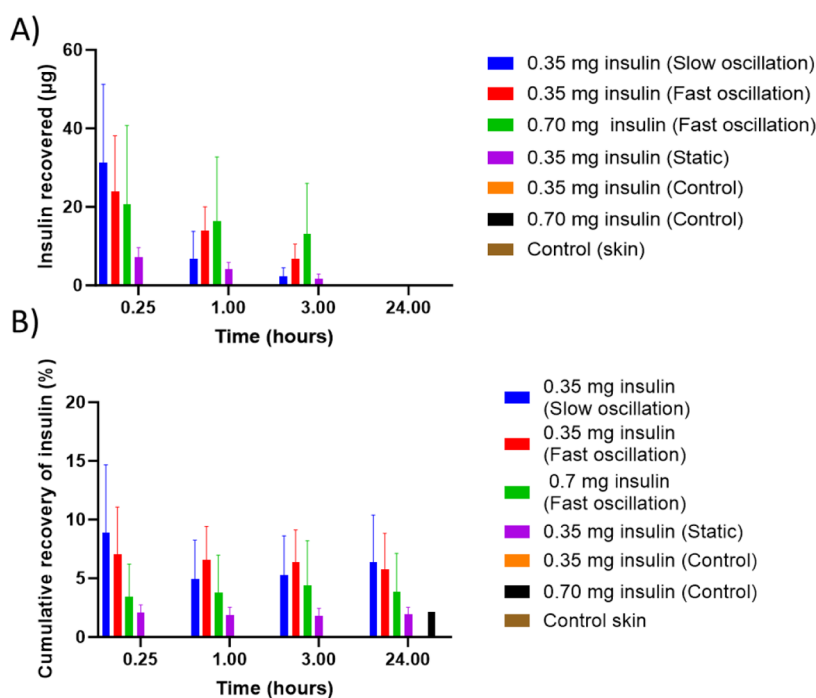 A)
Insulin recovered (μg)
60
40
20
0
0.25 1.00 3.00 24.00
Time (hours)
0.35 mg insulin (Slow oscillation)
0.35 mg insulin (Fast oscillation)
0.70 mg  insulin (Fast oscillation)
0.35 mg insulin (Static)
0.35 mg insulin (Control)
0.70 mg insulin (Control)
Control (skin)
B)
Cumulative recovery of insulin (%)
20
15
10
5
0
0.25 1.00 3.00 24.00
Time (hours)
0.35 mg insulin
(Slow oscillation)
0.35 mg insulin
(Fast oscillation)
0.7 mg insulin
(Fast oscillation)
0.35 mg insulin (Static)
0.35 mg insulin (Control)
0.70 mg insulin (Control)
Control skin